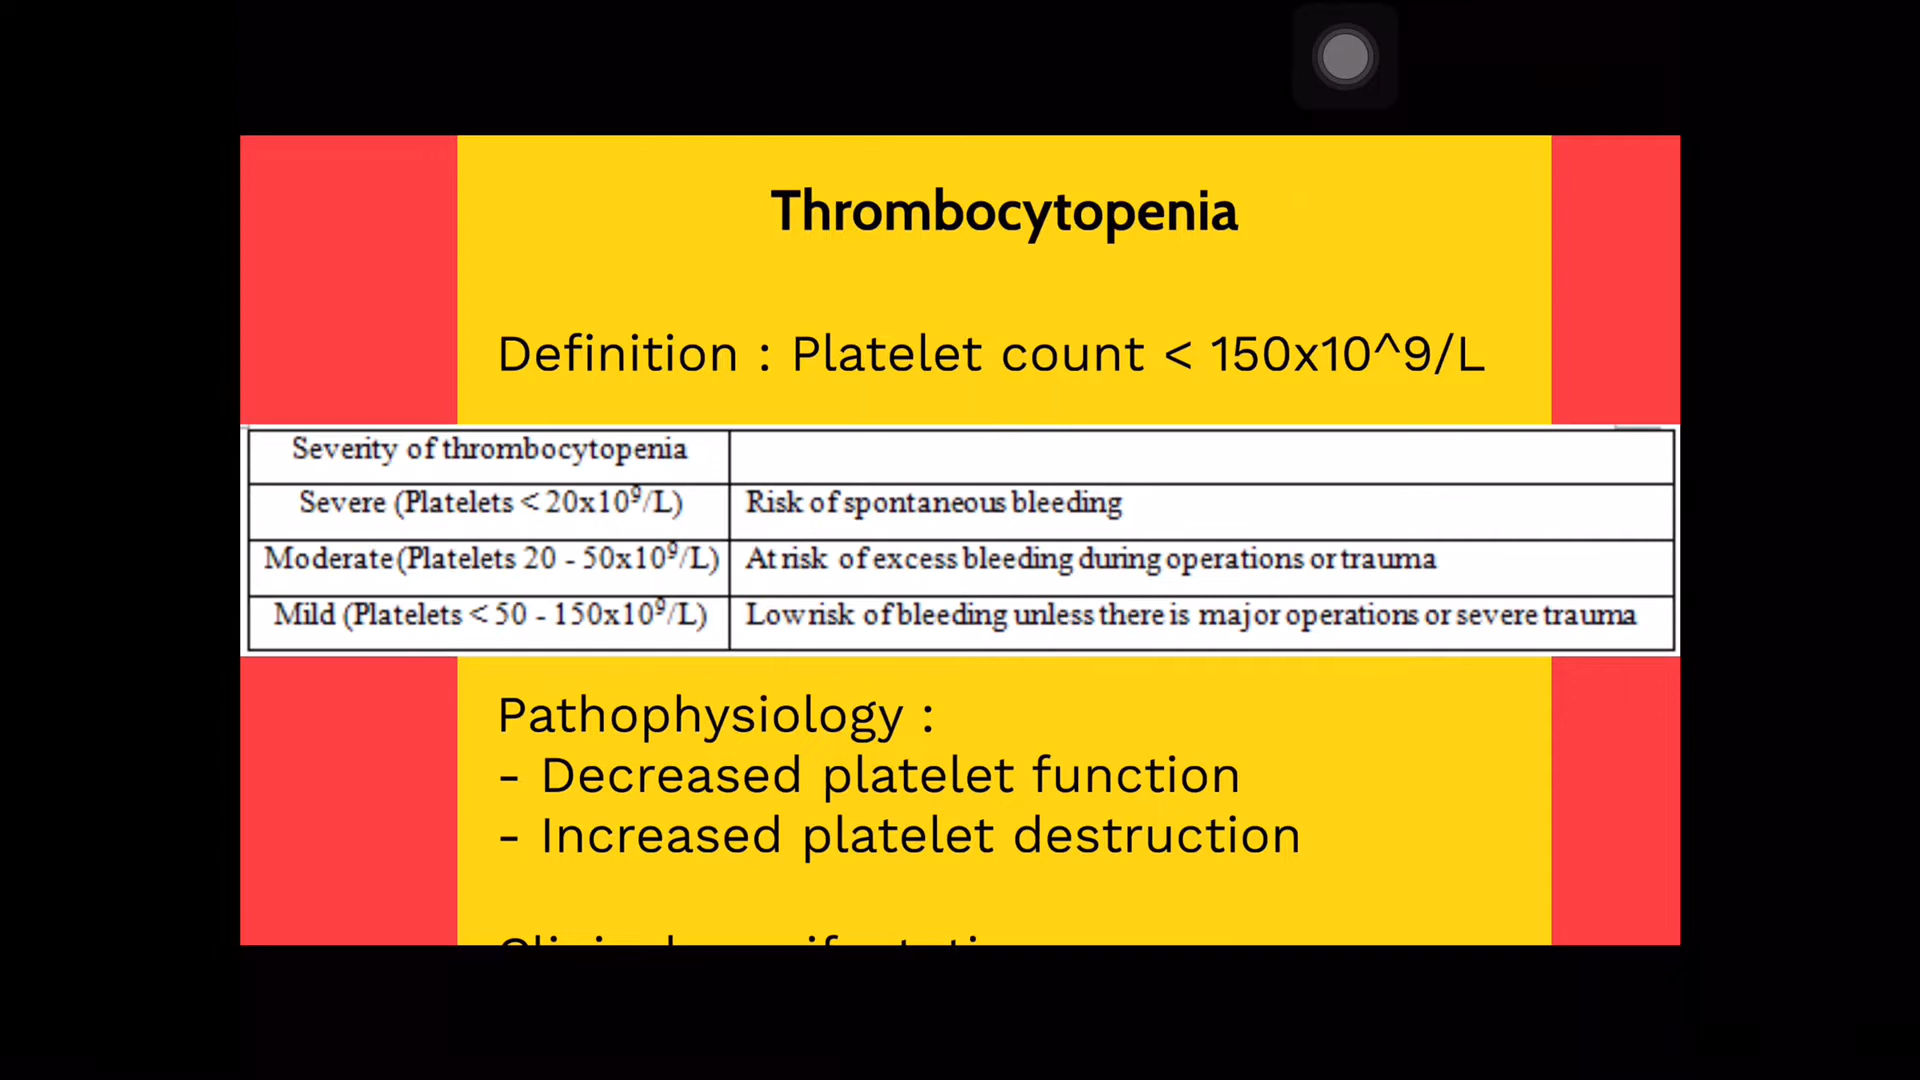 Thrombocytopenia
Definition : Platelet count < 150x10^9/L
Severity of thrombocytopenia
Severe (Platelets < 20x10⁹/L) Risk of spontaneous bleeding
Moderate (Platelets 20 - 50x10⁹/L) At risk of excess bleeding during operations or trauma
Mild (Platelets < 50 - 150x10⁹/L) Low risk of bleeding unless there is major operations or severe trauma
Pathophysiology :
- Decreased platelet function
- Increased platelet destruction